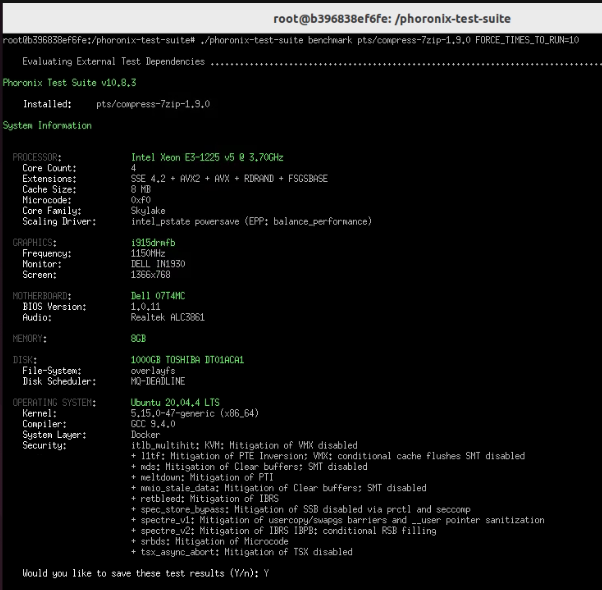 root@b396838ef6fe: /phoronix-test-suite
root@b396838ef6fe:/phoronix-test-suite# ./phoronix-test-suite benchmark pts/compress-7zip-1.9.0 FORCE_TIMES_TO_RUN=10
Evaluating External Test Dependencies ..................................................................
Phoronix Test Suite v10.8.3
Installed: pts/compress-7zip-1.9.0
System Information
PROCESSOR: Intel Xeon E3-1225 v5 @ 3.70GHz
Core Count: 4
Extensions: SSE 4.2 + AVX2 + AVX + RDRAND + FSGSBASE
Cache Size: 8 MB
Microcode: 0xf0
Core Family: Skylake
Scaling Driver: intel_pstate powersave (EPP: balance_performance)
GRAPHICS: i915drmfb
Frequency: 1150MHz
Monitor: DELL IN1930
Screen: 1366x768
MOTHERBOARD: Dell 07T4MC
BIOS Version: 1.0.11
Audio: Realtek ALC3861
MEMORY: 8GB
DISK: 1000GB TOSHIBA DT01ACA1
File-System: overlayfs
Disk Scheduler: MQ-DEADLINE
OPERATING SYSTEM: Ubuntu 20.04.4 LTS
Kernel: 5.15.0-47-generic (x86_64)
Compiler: GCC 9.4.0
System Layer: Docker
Security: itlb_multihit: KVM: Mitigation of VMX disabled
+ l1tf: Mitigation of PTE Inversion; VMX: conditional cache flushes SMT disabled
+ mds: Mitigation of Clear buffers; SMT disabled
+ meltdown: Mitigation of PTI
+ mmio_stale_data: Mitigation of Clear buffers; SMT disabled
+ retbleed: Mitigation of IBRS
+ spec_store_bypass: Mitigation of SSB disabled via prctl and seccomp
+ spectre_v1: Mitigation of usercopy/swapgs barriers and __user pointer sanitization
+ spectre_v2: Mitigation of IBRS IBPB: conditional RSB filling
+ srbds: Mitigation of Microcode
+ tsx_async_abort: Mitigation of TSX disabled
Would you like to save these test results (Y/n): Y